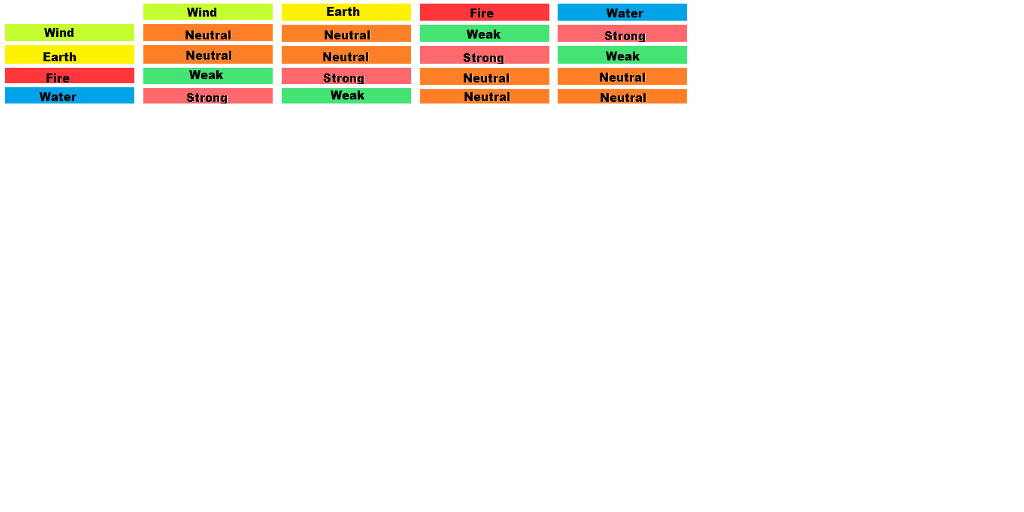 Wind Earth Fire Water
Wind Neutral Neutral Weak Strong
Earth Neutral Neutral Strong Weak
Fire Weak Strong Neutral Neutral
Water Strong Weak Neutral Neutral